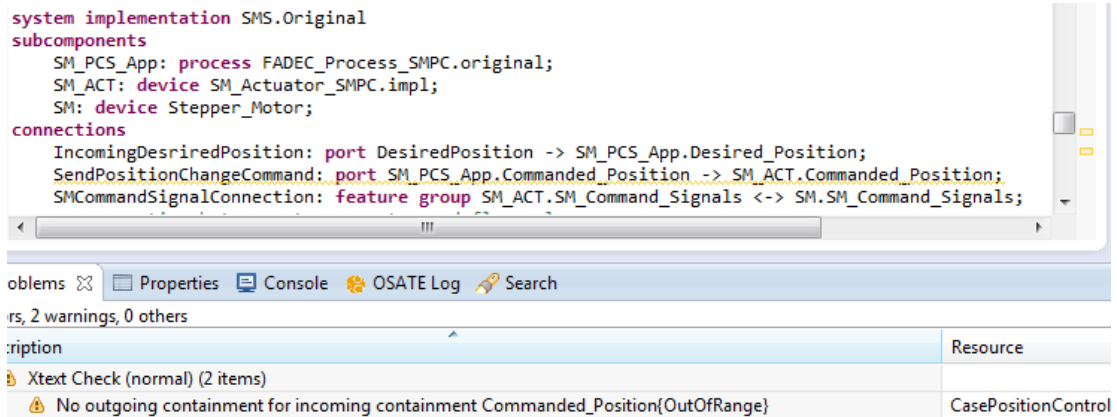 system implementation SMS.Original
subcomponents
SM_PCS_App: process FADEC_Process_SMPC.original;
SM_ACT: device SM_Actuator_SMPC.impl;
SM: device Stepper_Motor;
connections
IncomingDesriredPosition: port DesiredPosition -> SM_PCS_App.Desired_Position;
SendPositionChangeCommand: port SM_PCS_App.Commanded_Position -> SM_ACT.Commanded_Position;
SMCommandSignalConnection: feature group SM_ACT.SM_Command_Signals <-> SM.SM_Command_Signals;
oblems Properties Console OSATE Log Search
rs, 2 warnings, 0 others
cription Resource
Xtext Check (normal) (2 items)
No outgoing containment for incoming containment Commanded_Position{OutOfRange} CasePositionControl